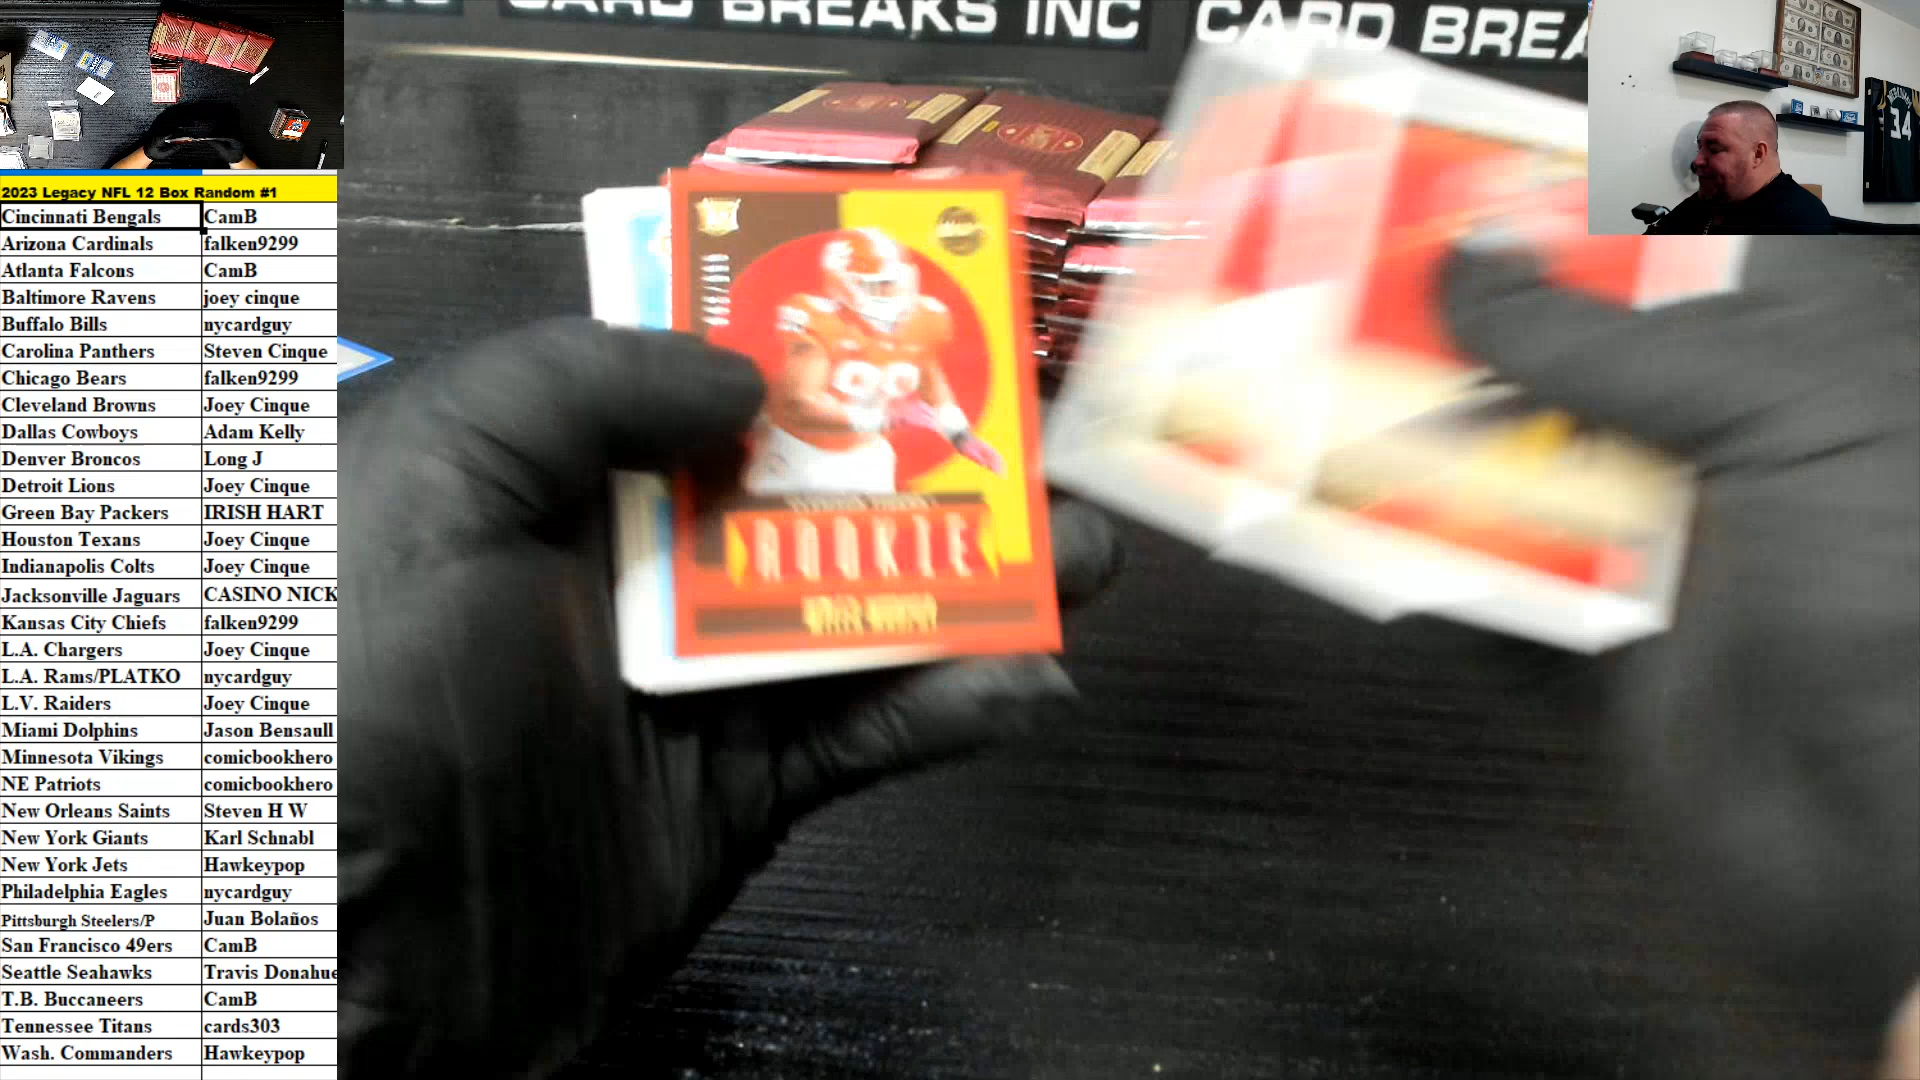 CARD BREAKS INC CARD BREA
34
2023 Legacy NFL 12 Box Random #1
Cincinnati Bengals CamB
Arizona Cardinals falken9299
Atlanta Falcons CamB
Baltimore Ravens joey cinque
Buffalo Bills nycardguy
Carolina Panthers Steven Cinque
Chicago Bears falken9299
Cleveland Browns Joey Cinque
Dallas Cowboys Adam Kelly
Denver Broncos Long J
Detroit Lions Joey Cinque
Green Bay Packers IRISH HART
Houston Texans Joey Cinque
Indianapolis Colts Joey Cinque
Jacksonville Jaguars CASINO NICK
Kansas City Chiefs falken9299
L.A. Chargers Joey Cinque
L.A. Rams/PLATKO nycardguy
L.V. Raiders Joey Cinque
Miami Dolphins Jason Bensaull
Minnesota Vikings comicbookhero
NE Patriots comicbookhero
New Orleans Saints Steven H W
New York Giants Karl Schnabl
New York Jets Hawkeypop
Philadelphia Eagles nycardguy
Pittsburgh Steelers/P Juan Bolaños
San Francisco 49ers CamB
Seattle Seahawks Travis Donahue
T.B. Buccaneers CamB
Tennessee Titans cards303
Wash. Commanders Hawkeypop
ROOKIE